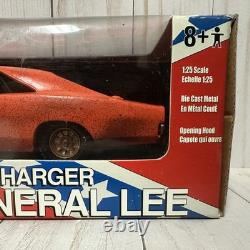 8+
1:25 Scale
Echelle 1:25
Die Cast Metal
En Métal Coulé
Opening Hood
Capote qui ouvre
CHARGER
NERAL LEE